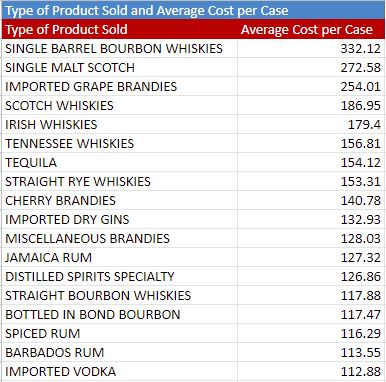 Type of Product Sold and Average Cost per Case
Type of Product Sold Average Cost per Case
SINGLE BARREL BOURBON WHISKIES 332.12
SINGLE MALT SCOTCH 272.58
IMPORTED GRAPE BRANDIES 254.01
SCOTCH WHISKIES 186.95
IRISH WHISKIES 179.4
TENNESSEE WHISKIES 156.81
TEQUILA 154.12
STRAIGHT RYE WHISKIES 153.31
CHERRY BRANDIES 140.78
IMPORTED DRY GINS 132.93
MISCELLANEOUS BRANDIES 128.03
JAMAICA RUM 127.32
DISTILLED SPIRITS SPECIALTY 126.86
STRAIGHT BOURBON WHISKIES 117.88
BOTTLED IN BOND BOURBON 117.47
SPICED RUM 116.29
BARBADOS RUM 113.55
IMPORTED VODKA 112.88